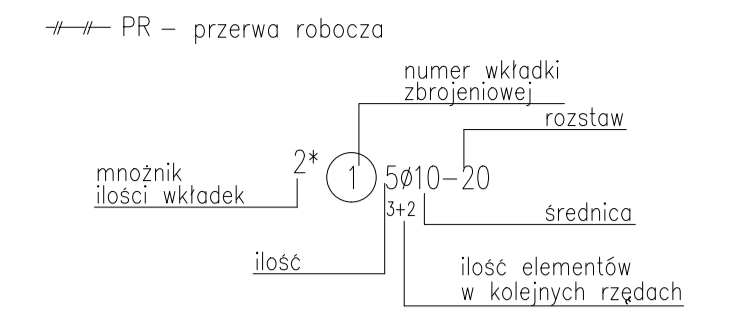 PR – przerwa robocza
numer wkładki
zbrojeniowej
rozstaw
2* 1 5ø10–20
mnożnik
ilości wkładek
3+2
średnica
ilość
ilość elementów
w kolejnych rzędach